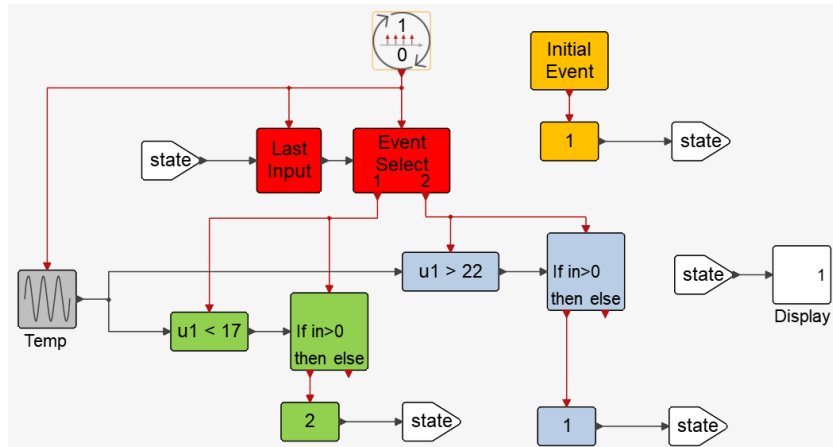 1
0
Initial
Event
1
state
state
Last
Input
Event
Select
1 2
u1 > 22
If in>0
then else
state
1
Display
Temp
u1 < 17
If in>0
then else
2
state
1
state